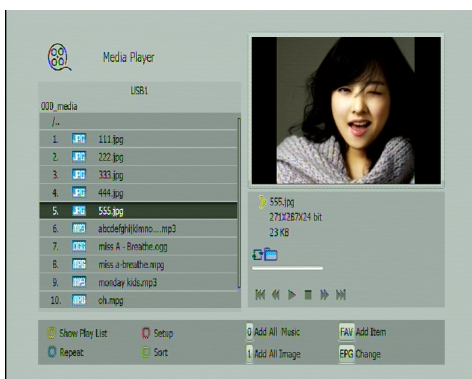 Media Player
USB1
000_media
/..
1. JPG 111.jpg
2. JPG 222.jpg
3. JPG 333.jpg
4. JPG 444.jpg
5. JPG 555.jpg
6. MP3 abcdefghijklmno....mp3
7. OGG miss A - Breathe.ogg
8. MPG miss a-breathe.mpg
9. MP3 monday kids.mp3
10. MPG oh.mpg
555.jpg
271X287X24 bit
23 KB
Show Play List
Setup
0 Add All Music
FAV Add Item
Repeat
Sort
1 Add All Image
EPG Change